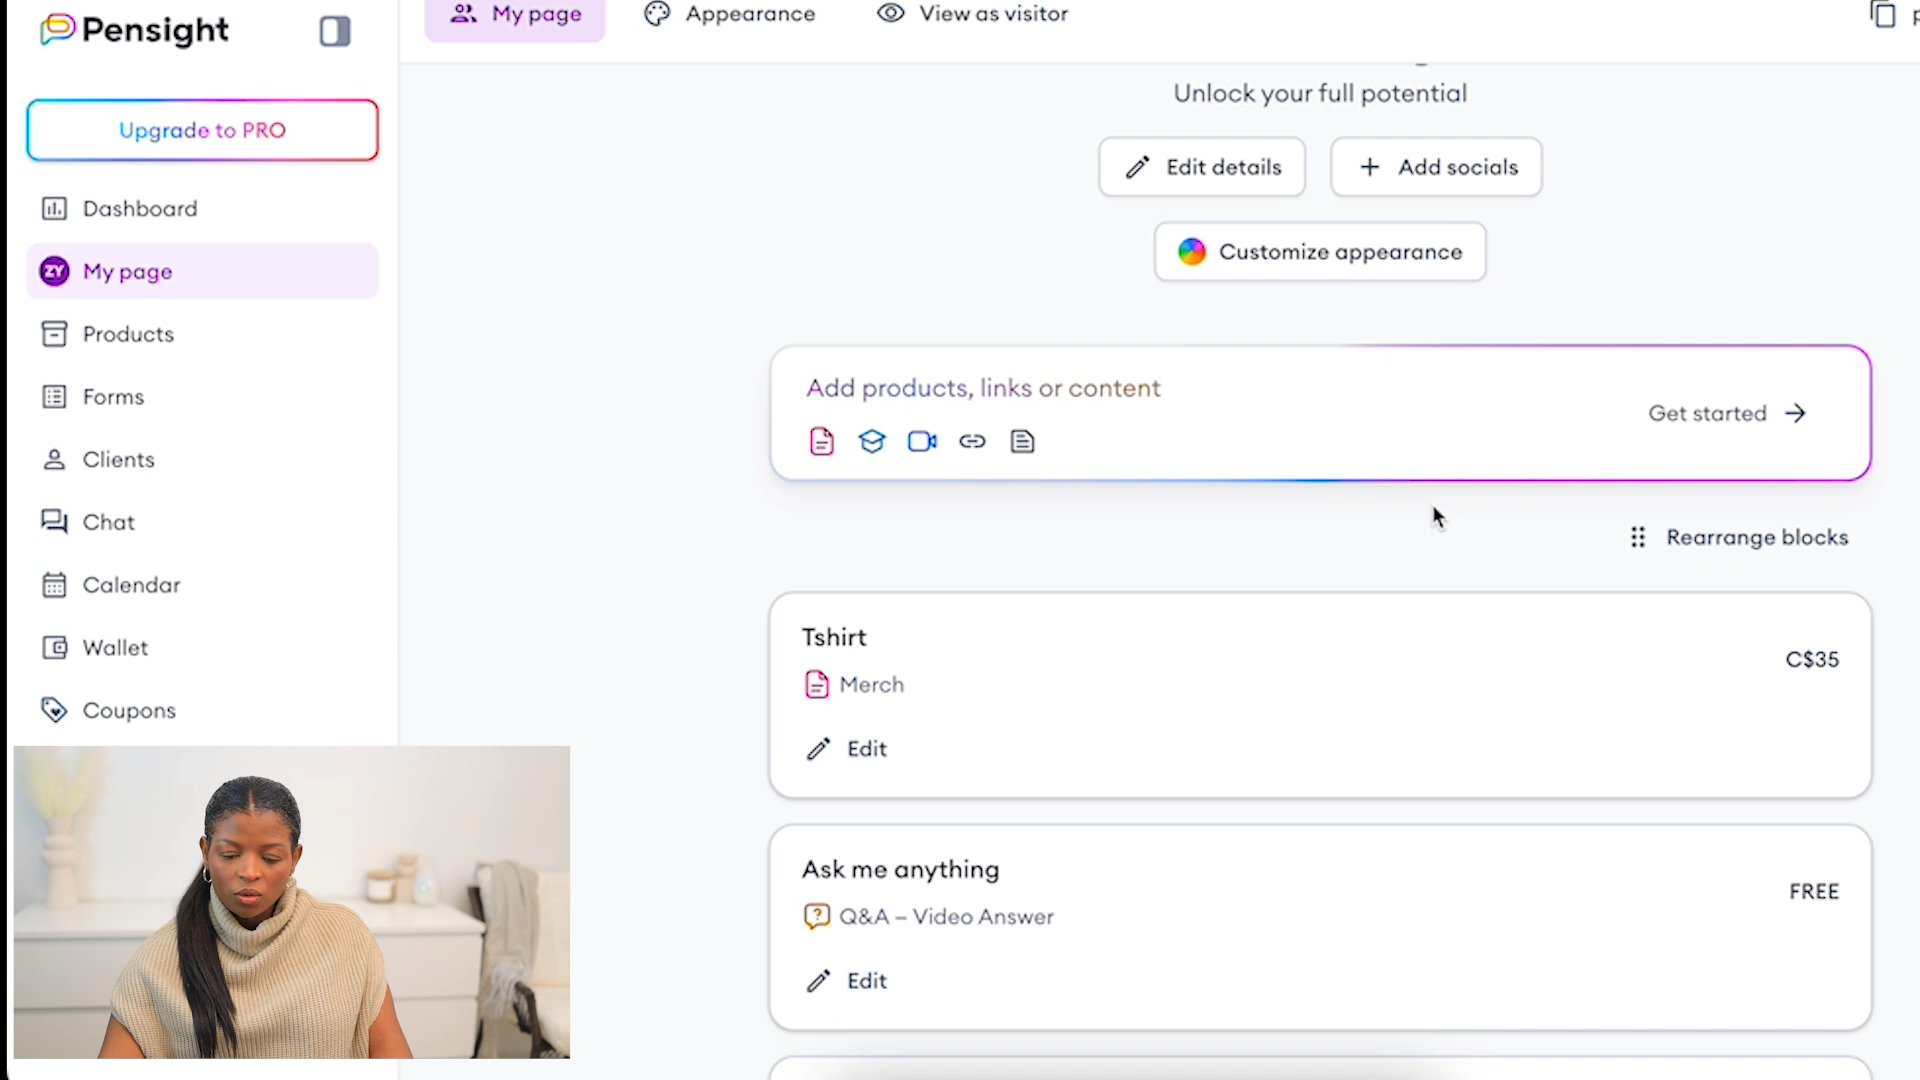 Pensight
Upgrade to PRO
Dashboard
ZY My page
Products
Forms
Clients
Chat
Calendar
Wallet
Coupons
My page
Appearance
View as visitor
Unlock your full potential
Edit details
Add socials
Customize appearance
Add products, links or content
Get started
Rearrange blocks
Tshirt
Merch
C$35
Edit
Ask me anything
Q&A – Video Answer
FREE
Edit